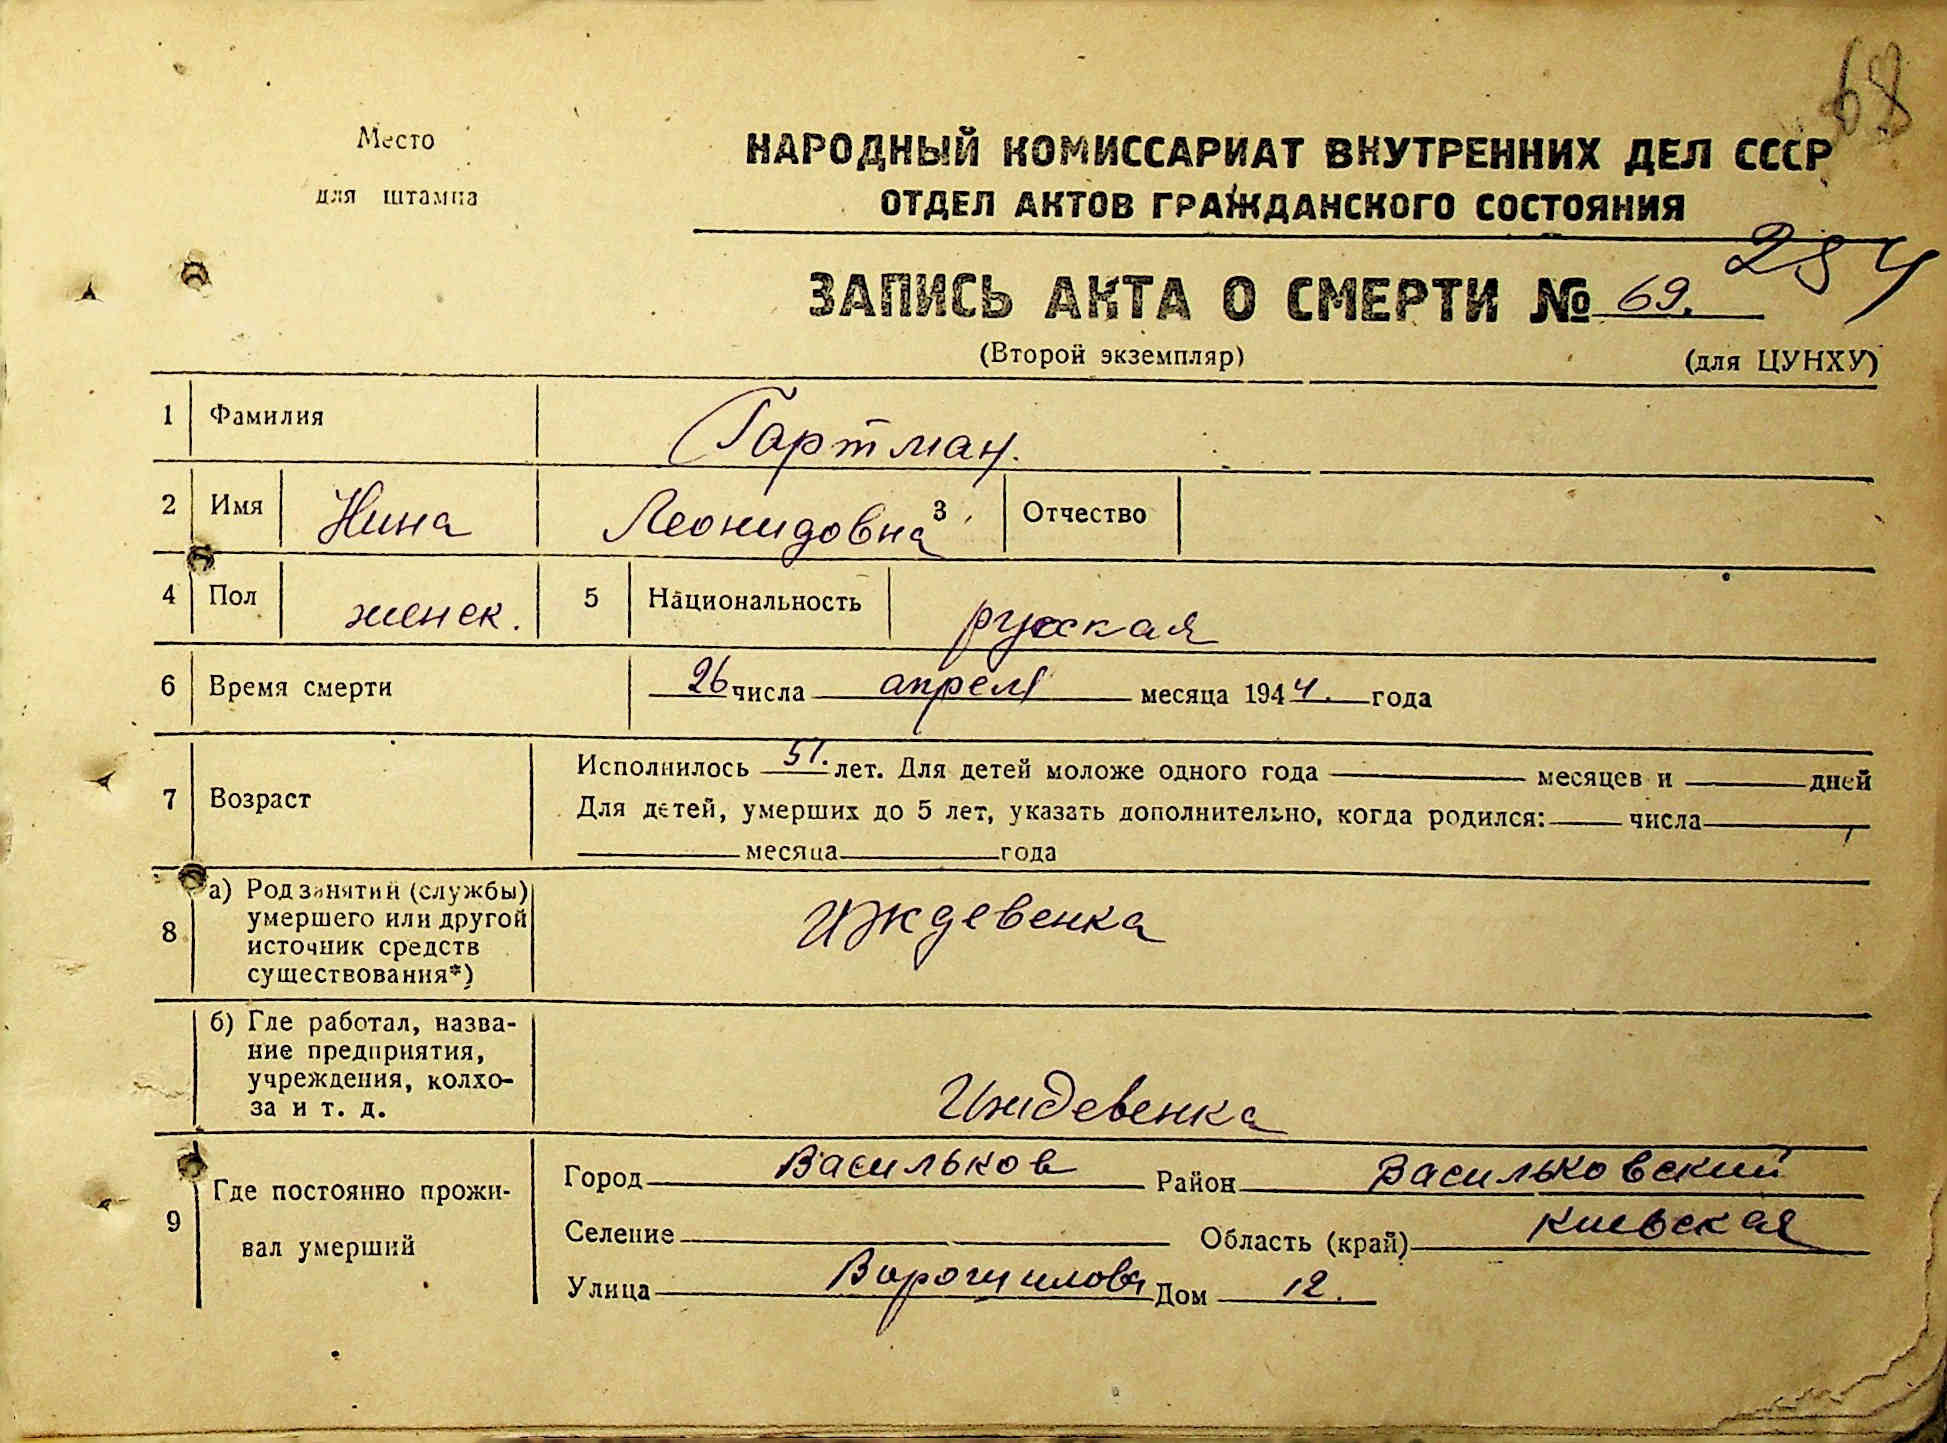 68
Место
для штампа
НАРОДНЫЙ КОМИССАРИАТ ВНУТРЕННИХ ДЕЛ СССР
ОТДЕЛ АКТОВ ГРАЖДАНСКОГО СОСТОЯНИЯ
284
ЗАПИСЬ АКТА О СМЕРТИ № 69.
(Второй экземпляр)
(для ЦУНХУ)
1 Фамилия Гартман.
2 Имя Нина Леонидовна 3 Отчество
4 Пол женск. 5 Национальность русская
6 Время смерти 26 числа апреля месяца 1944. года
7 Возраст
Исполнилось 51. лет. Для детей моложе одного года месяцев и дней
Для детей, умерших до 5 лет, указать дополнительно, когда родился: числа
месяца года
8 а) Род занятий (службы)
умершего или другой
источник средств
существования*)
Иждевенка
б) Где работал, назва-
ние предприятия,
учреждения, колхо-
за и т. д.
Иждевенка
9 Где постоянно прожи-
вал умерший
Город Васильков Район Васильковский
Селение Область (край) Киевская
Улица Ворошилова Дом 12.